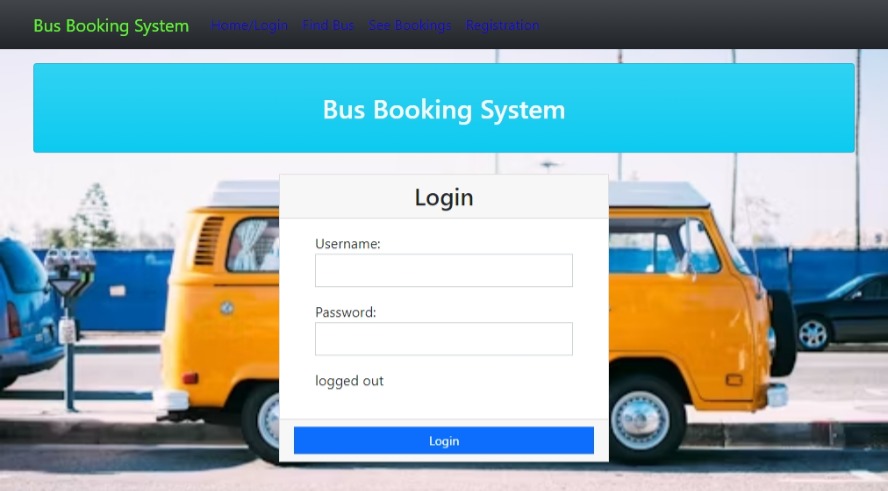 Bus Booking System Home/Login Find Bus See Bookings Registration
Bus Booking System
Login
Username:
Password:
logged out
Login